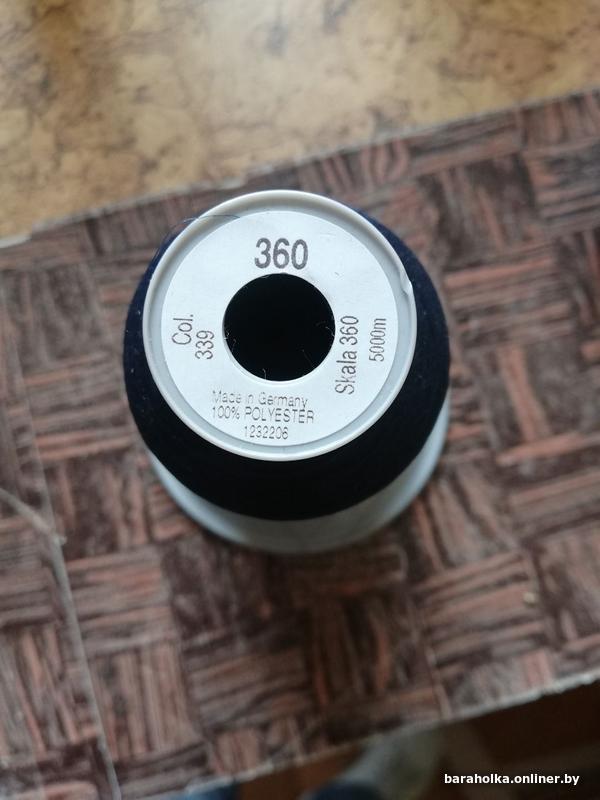 360
Col.
339
Skala 360
5000m
Made in Germany
100% POLYESTER
1232206
baraholka.onliner.by